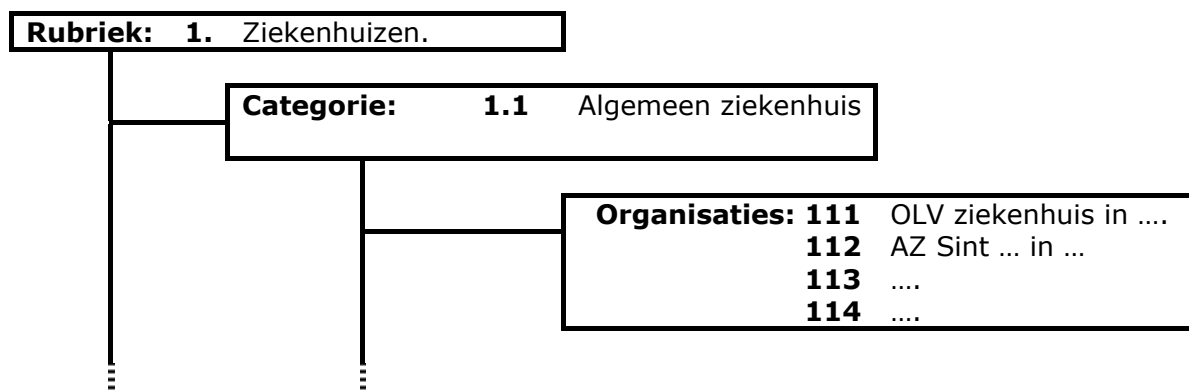 Rubriek: 1. Ziekenhuizen.
Categorie: 1.1 Algemeen ziekenhuis
Organisaties: 111 OLV ziekenhuis in ….
112 AZ Sint … in …
113 ….
114 ….